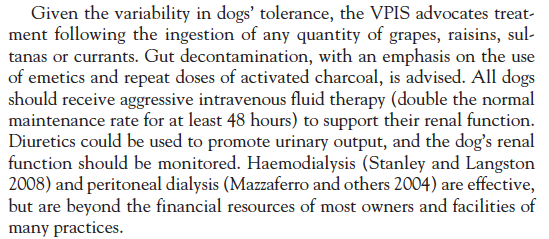 Given the variability in dogs' tolerance, the VPIS advocates treat-
ment following the ingestion of any quantity of grapes, raisins, sul-
tanas or currants. Gut decontamination, with an emphasis on the use
of emetics and repeat doses of activated charcoal, is advised. All dogs
should receive aggressive intravenous fluid therapy (double the normal
maintenance rate for at least 48 hours) to support their renal function.
Diuretics could be used to promote urinary output, and the dog's renal
function should be monitored. Haemodialysis (Stanley and Langston
2008) and peritoneal dialysis (Mazzaferro and others 2004) are effective,
but are beyond the financial resources of most owners and facilities of
many practices.